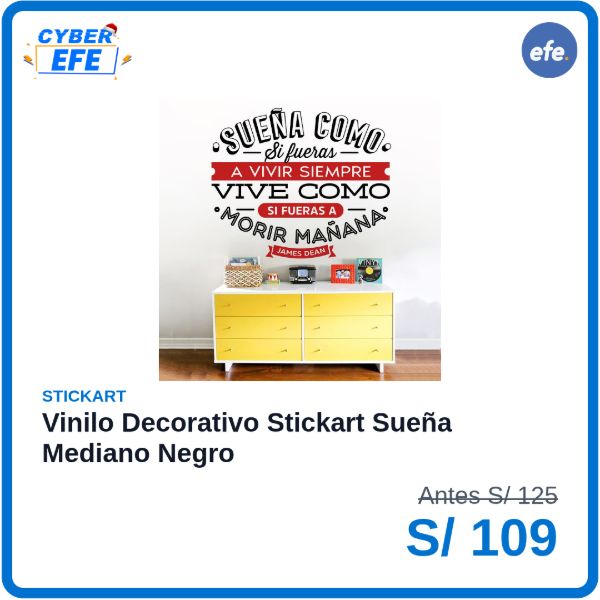 CYBER
EFE
efe.
SUEÑA COMO
Si fueras
A VIVIR SIEMPRE
VIVE COMO
SI FUERAS A
MORIR MAÑANA
JAMES DEAN
STICKART
Vinilo Decorativo Stickart Sueña
Mediano Negro
Antes S/ 125
S/ 109